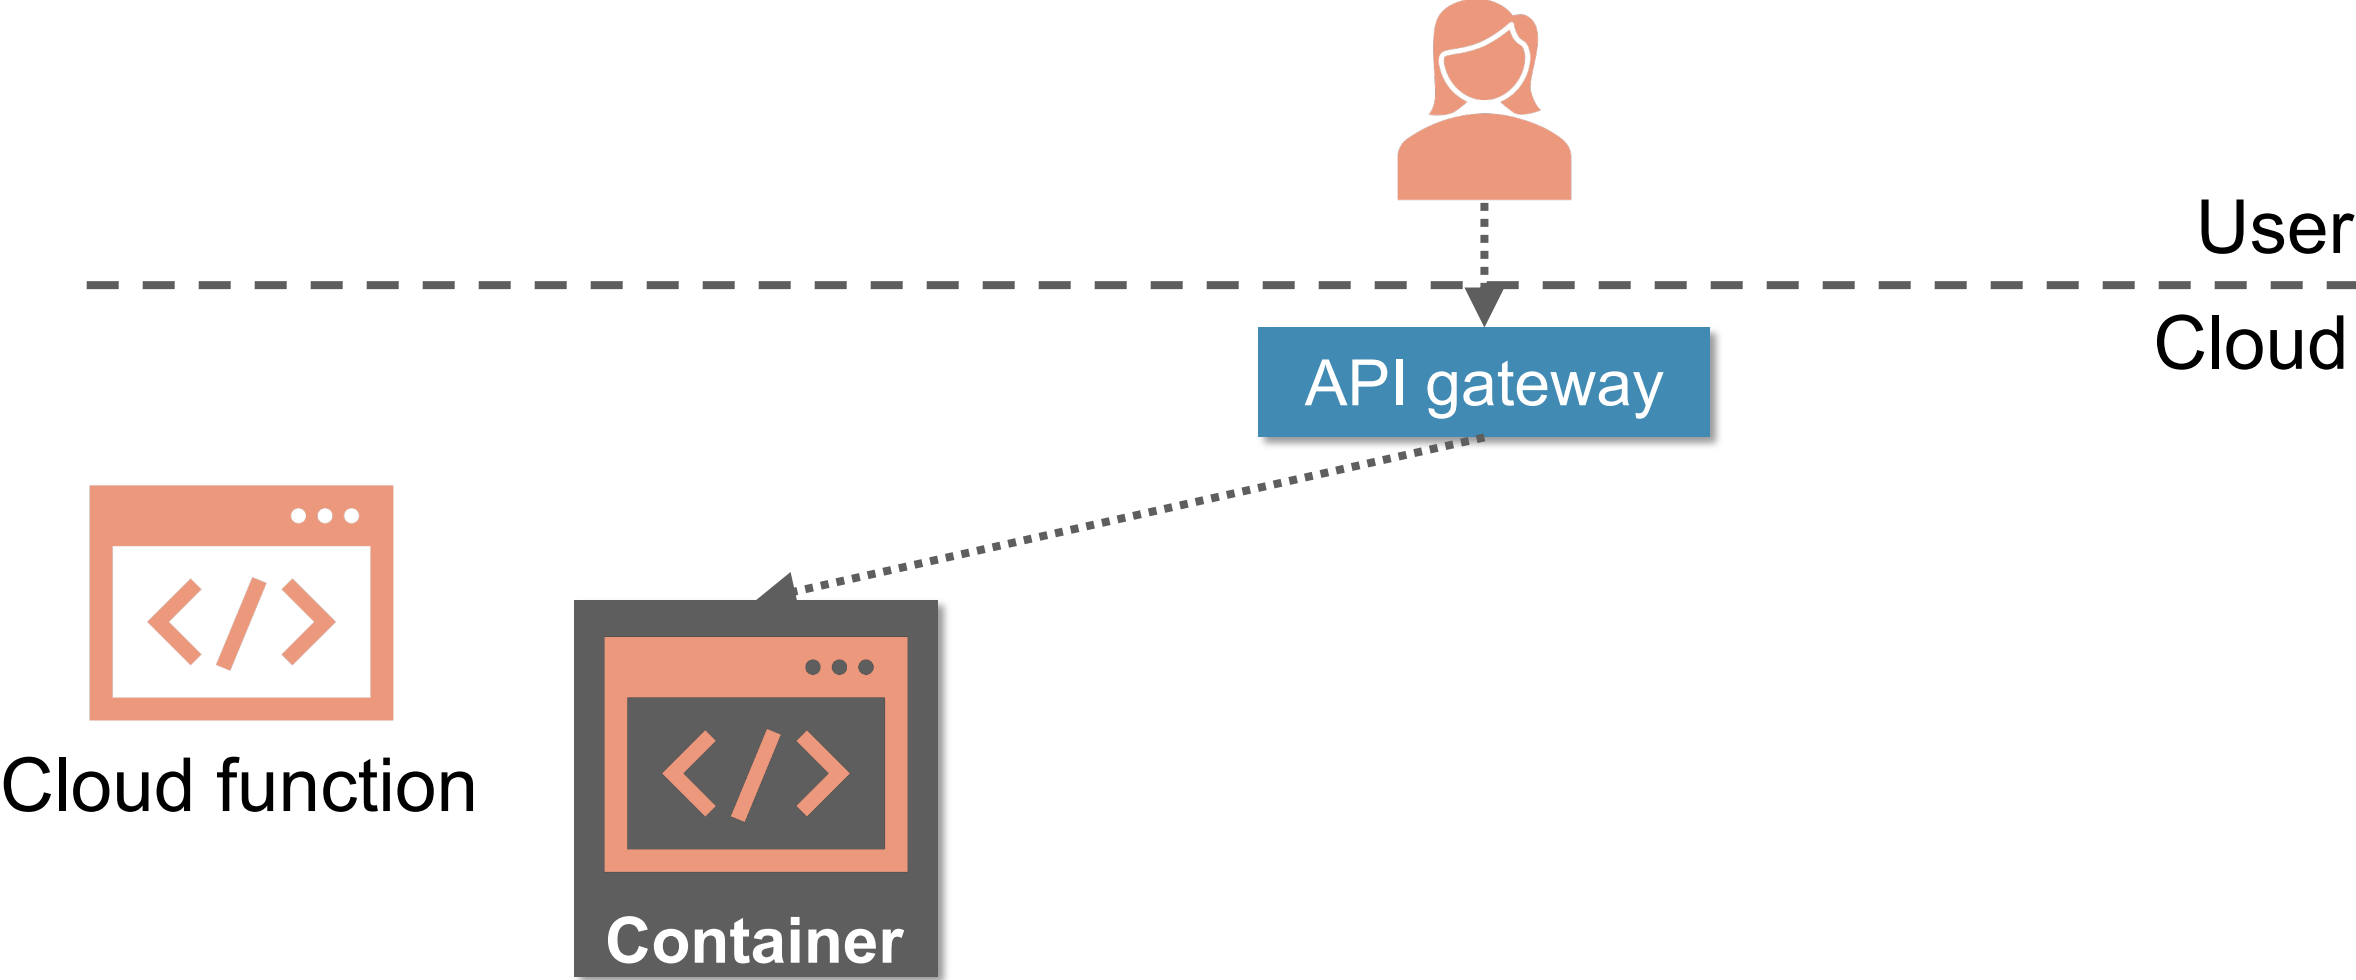 User
Cloud
API gateway
Cloud function
Container